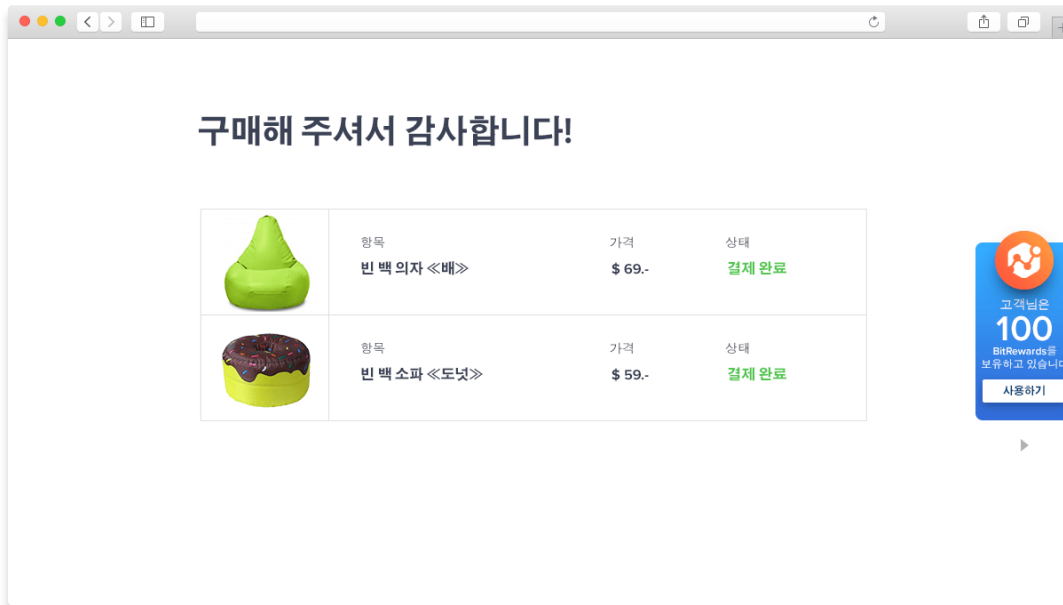 구매해 주셔서 감사합니다!
항목 가격 상태
빈 백 의자 ≪배≫ $ 69.- 결제 완료
항목 가격 상태
빈 백 소파 ≪도넛≫ $ 59.- 결제 완료
고객님은
100
BitRewards를
보유하고 있습니다
사용하기